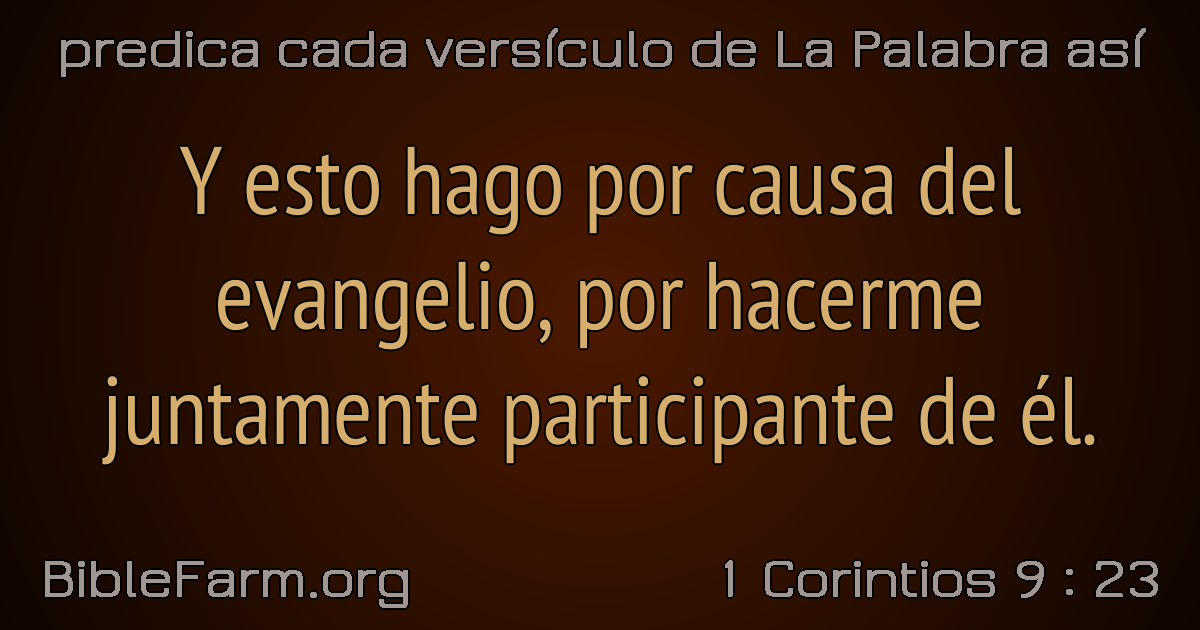 predica cada versículo de La Palabra así
Y esto hago por causa del
evangelio, por hacerme
juntamente participante de él.
BibleFarm.org
1 Corintios 9 : 23